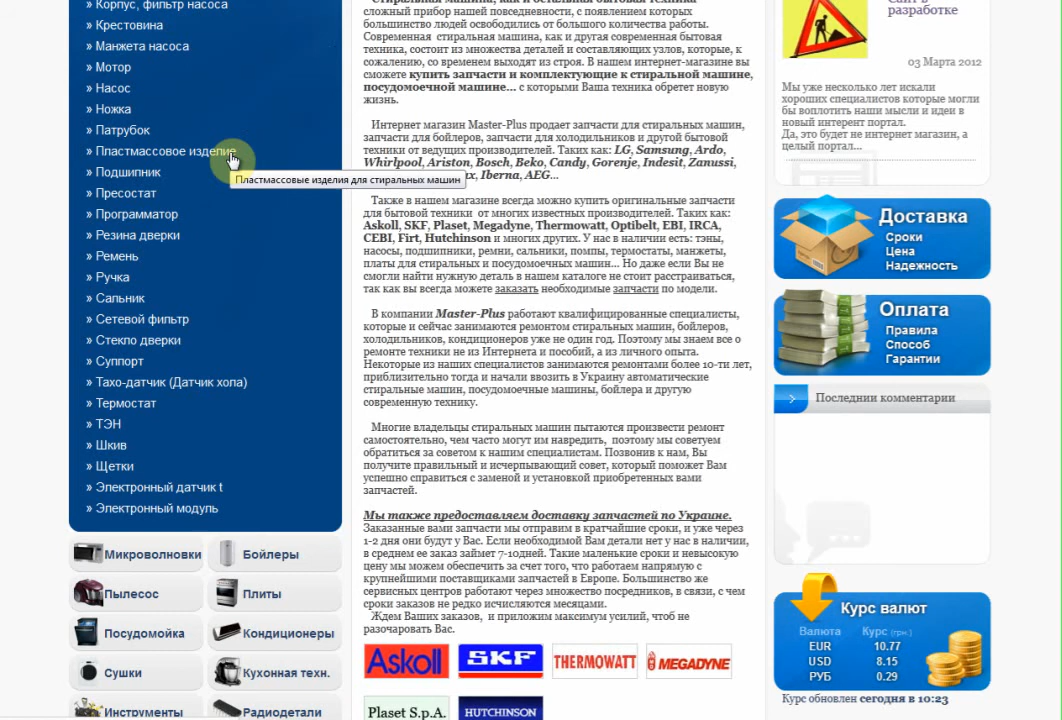 » Корпус, фильтр насоса
» Крестовина
» Манжета насоса
» Мотор
» Насос
» Ножка
» Патрубок
» Пластмассовое изделие
Пластмассовые изделия для стиральных машин
» Подшипник
» Пресостат
» Программатор
» Резина дверки
» Ремень
» Ручка
» Сальник
» Сетевой фильтр
» Стекло дверки
» Суппорт
» Тахо-датчик (Датчик хола)
» Термостат
» ТЭН
» Шкив
» Щетки
» Электронный датчик t
» Электронный модуль
Микроволновки
Бойлеры
Пылесос
Плиты
Посудомойка
Кондиционеры
Сушки
Кухонная техн.
Инструменты
Радиодетали
Стиральная машина, как и остальная бытовая техника
сложный прибор нашей повседневности, с появлением которых
большинство людей освободились от большого количества работы.
Современная стиральная машина, как и другая современная бытовая
техника, состоит из множества деталей и составляющих узлов, которые, к
сожалению, со временем выходят из строя. В нашем интернет-магазине вы
сможете купить запчасти и комплектующие к стиральной машине,
посудомоечной машине... с которыми Ваша техника обретет новую
жизнь.
Интернет магазин Master-Plus продает запчасти для стиральных машин,
запчасти для бойлеров, запчасти для холодильников и другой бытовой
техники от ведущих производителей. Таких как: LG, Samsung, Ardo,
Whirlpool, Ariston, Bosch, Beko, Candy, Gorenje, Indesit, Zanussi,
x, Iberna, AEG...
Также в нашем магазине всегда можно купить оригинальные запчасти
для бытовой техники от многих известных производителей. Таких как:
Askoll, SKF, Plaset, Megadyne, Thermowatt, Optibelt, EBI, IRCA,
CEBI, Firt, Hutchinson и многих других. У нас в наличии есть: тэны,
насосы, подшипники, ремни, сальники, помпы, термостаты, манжеты,
платы для стиральных и посудомоечных машин... Но даже если Вы не
смогли найти нужную деталь в нашем каталоге не стоит расстраиваться,
так как вы всегда можете заказать необходимые запчасти по модели.
В компании Master-Plus работают квалифицированные специалисты,
которые и сейчас занимаются ремонтом стиральных машин, бойлеров,
холодильников, кондиционеров уже не один год. Поэтому мы знаем все о
ремонте техники не из Интернета и пособий, а из личного опыта.
Некоторые из наших специалистов занимаются ремонтами более 10-ти лет,
приблизительно тогда и начали ввозить в Украину автоматические
стиральные машин, посудомоечные машины, бойлера и другую
современную технику.
Многие владельцы стиральных машин пытаются произвести ремонт
самостоятельно, чем часто могут им навредить, поэтому мы советуем
обратиться за советом к нашим специалистам. Позвонив к нам, Вы
получите правильный и исчерпывающий совет, который поможет Вам
успешно справиться с заменой и установкой приобретенных вами
запчастей.
Мы также предоставляем доставку запчастей по Украине.
Заказанные вами запчасти мы отправим в кратчайшие сроки, и уже через
1-2 дня они будут у Вас. Если необходимой Вам детали нет у нас в наличии,
в среднем ее заказ займет 7-10дней. Такие маленькие сроки и невысокую
цену мы можем обеспечить за счет того, что работаем напрямую с
крупнейшими поставщиками запчастей в Европе. Большинство же
сервисных центров работают через множество посредников, в связи, с чем
сроки заказов не редко исчисляются месяцами.
Ждем Ваших заказов, и приложим максимум усилий, чтоб не
разочаровать Вас.
Askoll
SKF
THERMOWATT
MEGADYNE
Plaset S.p.A.
HUTCHINSON
Сайт в
разработке
03 Марта 2012
Мы уже несколько лет искали
хороших специалистов которые могли
бы воплотить наши мысли и идеи в
новый интерент портал.
Да, это будет не интернет магазин, а
целый портал...
Доставка
Сроки
Цена
Надежность
Оплата
Правила
Способ
Гарантии
Последнии комментарии
Курс валют
Валюта Курс (грн.)
EUR 10.77
USD 8.15
РУБ 0.29
Курс обновлен сегодня в 10:23